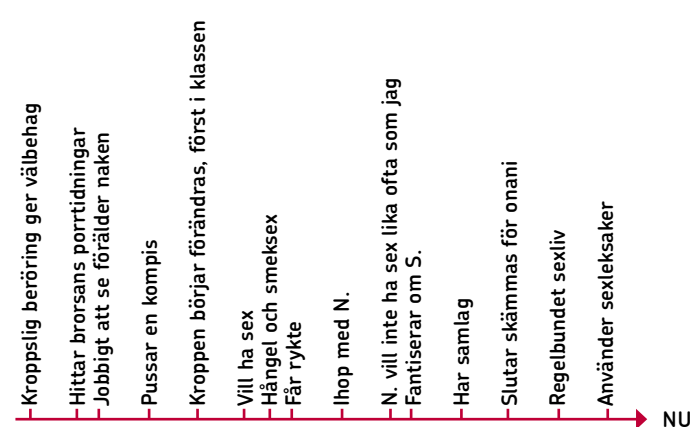 Kroppslig beröring ger välbehag
Hittar brorsans porrtidningar
Jobbigt att se förälder naken
Pussar en kompis
Kroppen börjar förändras, först i klassen
Vill ha sex
Hångel och smeksex
Får rykte
Ihop med N.
N. vill inte ha sex lika ofta som jag
Fantiserar om S.
Har samlag
Slutar skämmas för onani
Regelbundet sexliv
Använder sexleksaker
NU